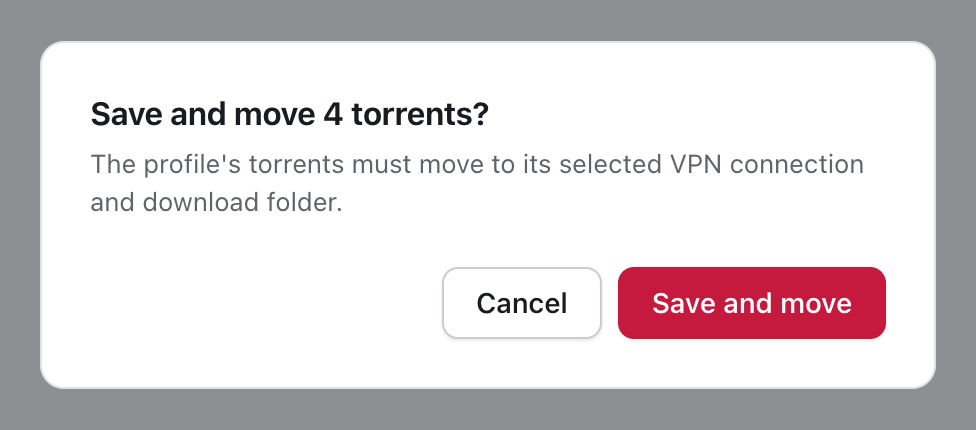 Save and move 4 torrents?
The profile's torrents must move to its selected VPN connection
and download folder.
Cancel
Save and move